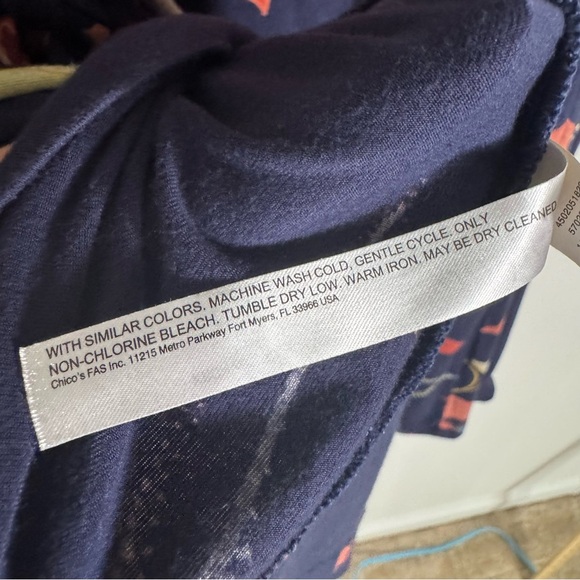 WITH SIMILAR COLORS. MACHINE WASH COLD, GENTLE CYCLE. ONLY
NON-CHLORINE BLEACH. TUMBLE DRY LOW. WARM IRON. MAY BE DRY CLEANED
Chico's FAS Inc. 11215 Metro Parkway Fort Myers, FL 33966 USA